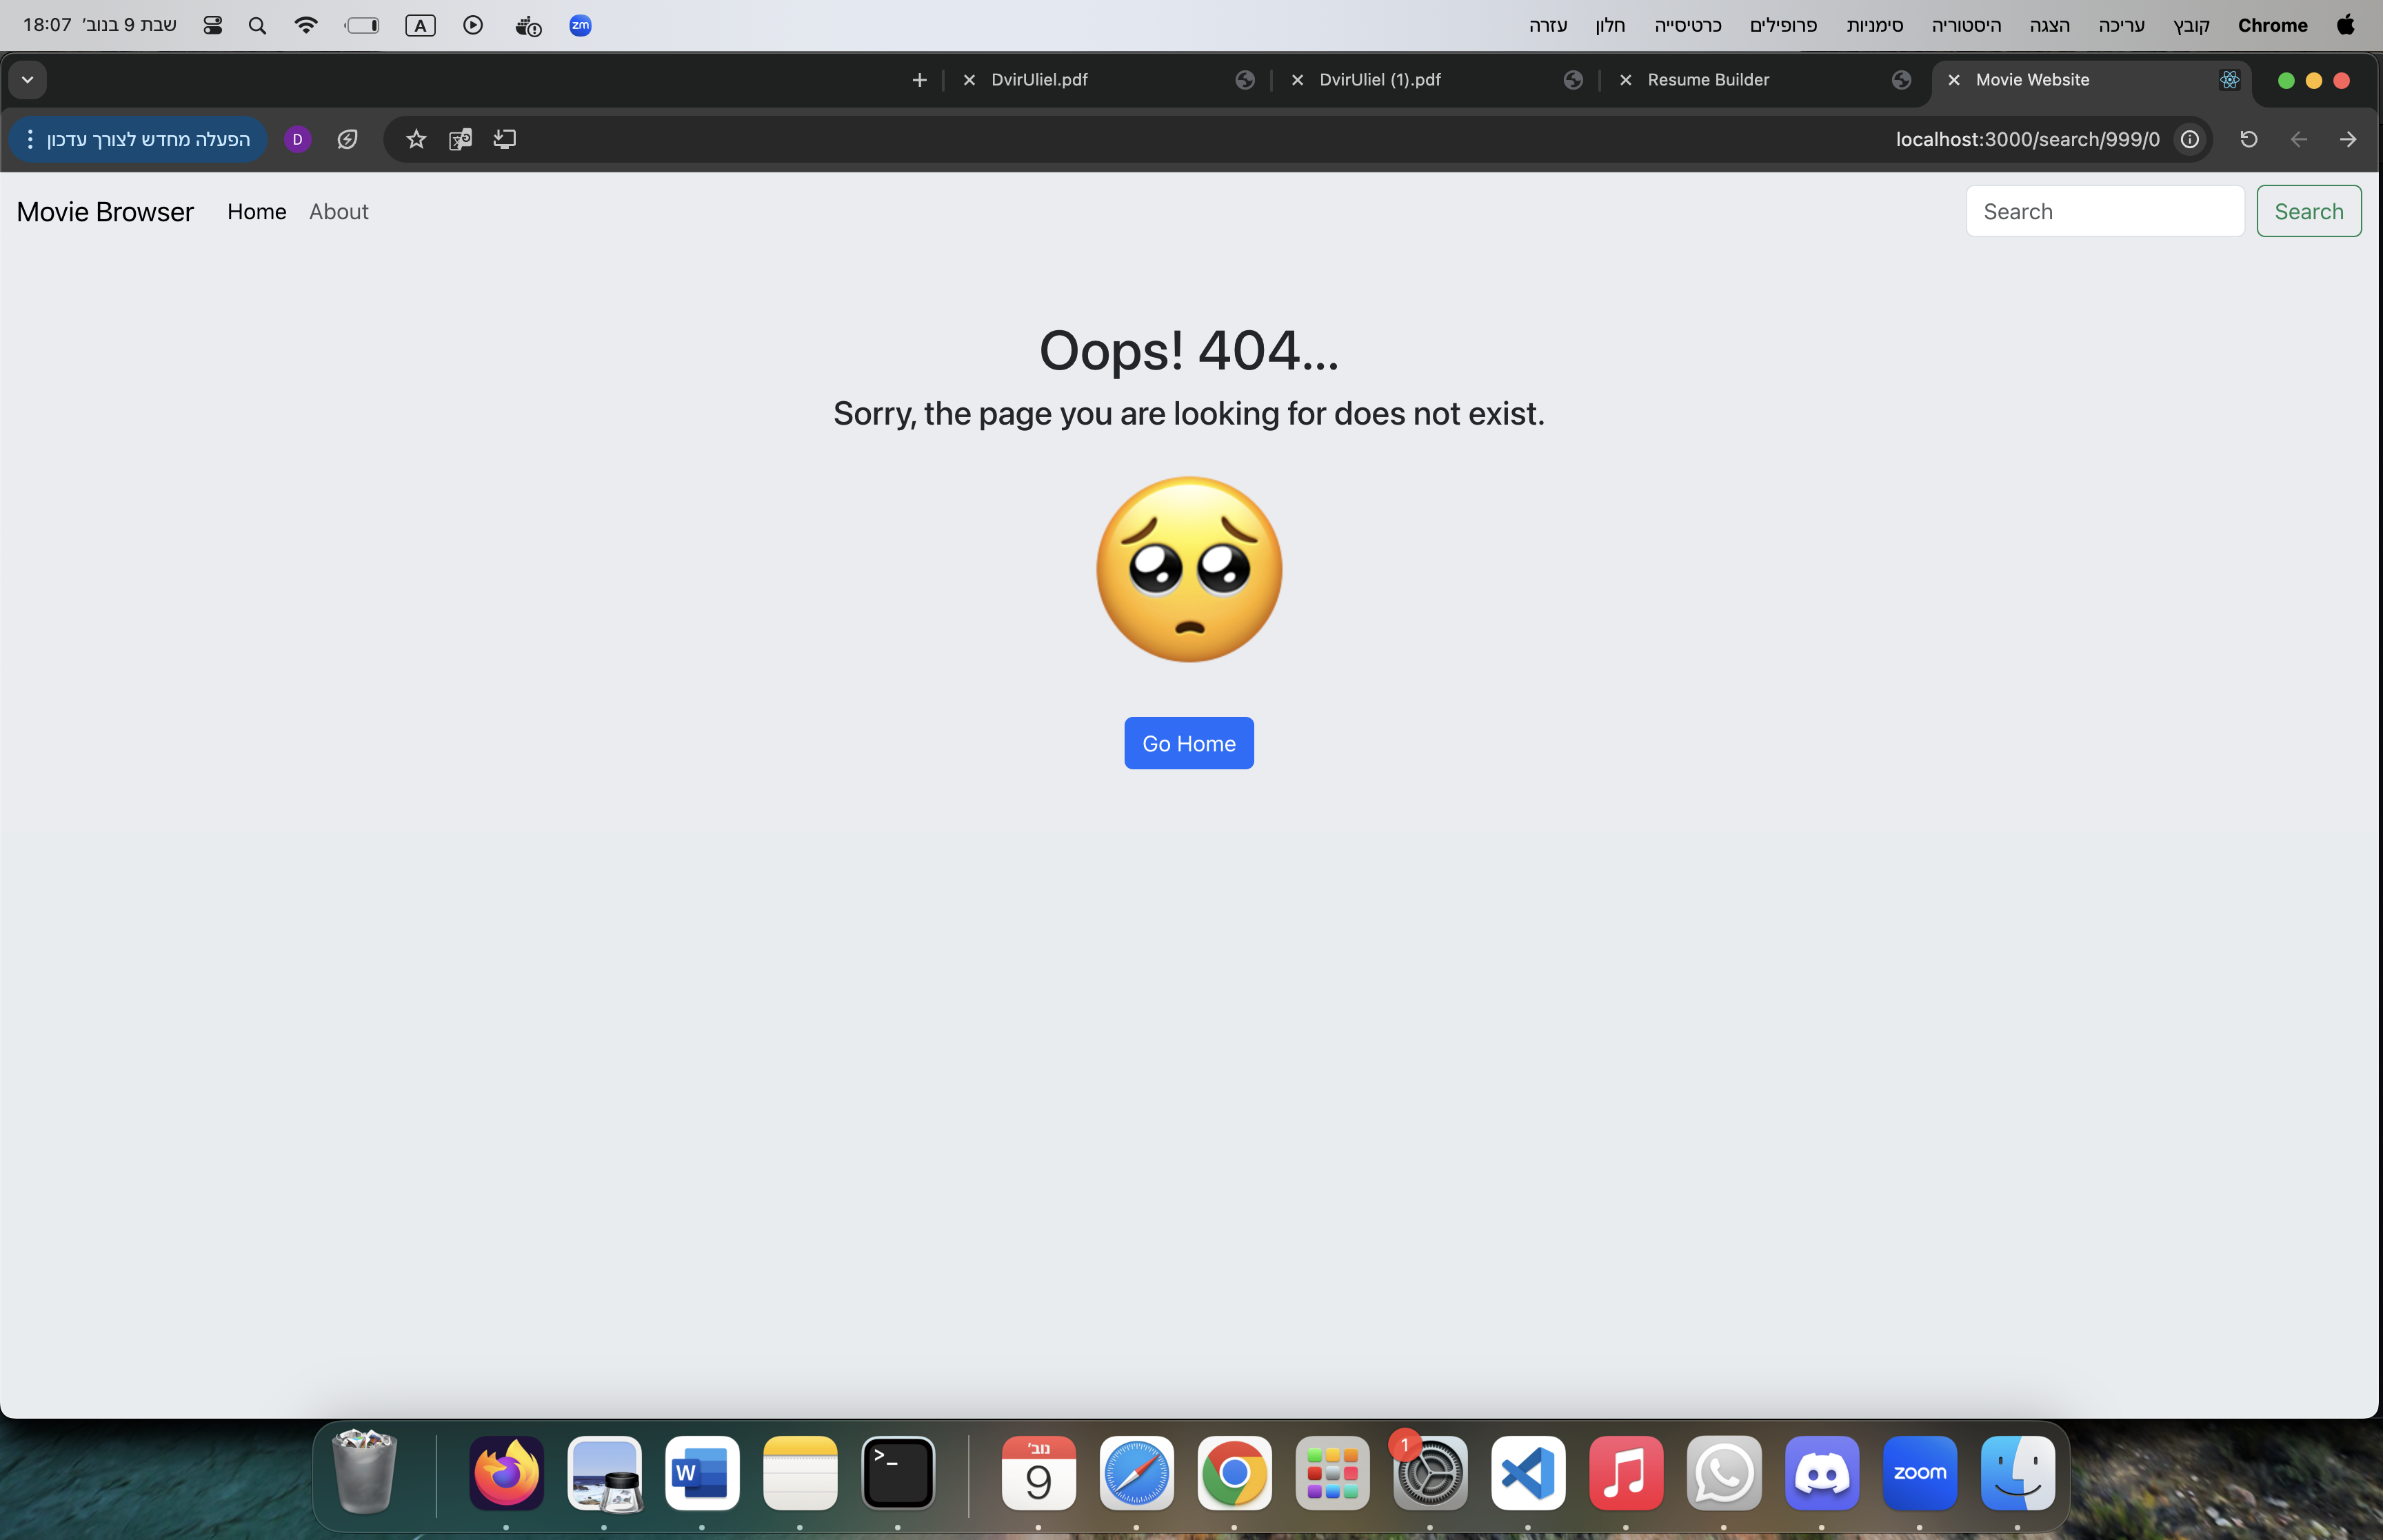 Chrome קובץ עריכה הצגה היסטוריה סימניות פרופילים כרטיסייה חלון עזרה
zm
A
שבת 9 בנוב׳ 18:07
Movie Website
Resume Builder
DvirUliel (1).pdf
DvirUliel.pdf
localhost:3000/search/999/0
D
הפעלה מחדש לצורך עדכון
Movie Browser Home About Search Search
Oops! 404...
Sorry, the page you are looking for does not exist.
Go Home
W
>_
נוב׳
9
1
zoom